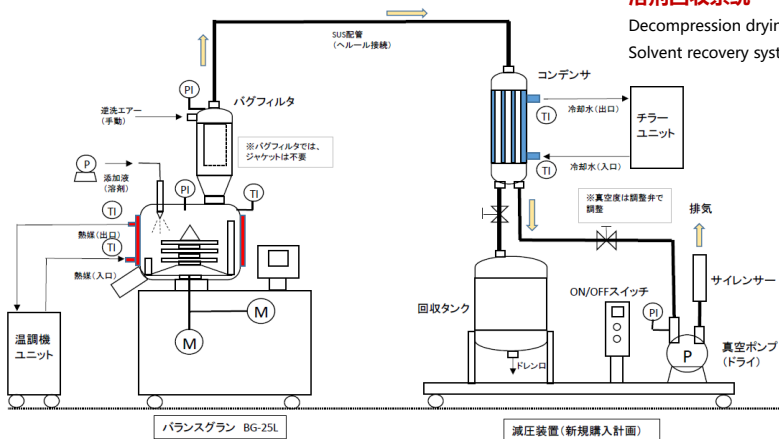 溶剤回収系统
Decompression dryin
Solvent recovery syst
SUS配管
(ヘルール接続)
PI
バグフィルタ
逆洗エアー
(手動)
※バグフィルタでは、
ジャケットは不要
P
添加液
(溶剤)
PI
TI
TI
熱媒(出口)
TI
熱媒(入口)
M
M
温調機
ユニット
コンデンサ
冷却水(出口)
TI
チラー
ユニット
冷却水(入口)
TI
※真空度は調整弁で
調整
排気
サイレンサー
ON/OFFスイッチ
PI
回収タンク
P
真空ポンプ
(ドライ)
ドレン口
バランスグラン BG-25L
減圧装置(新規購入計画)